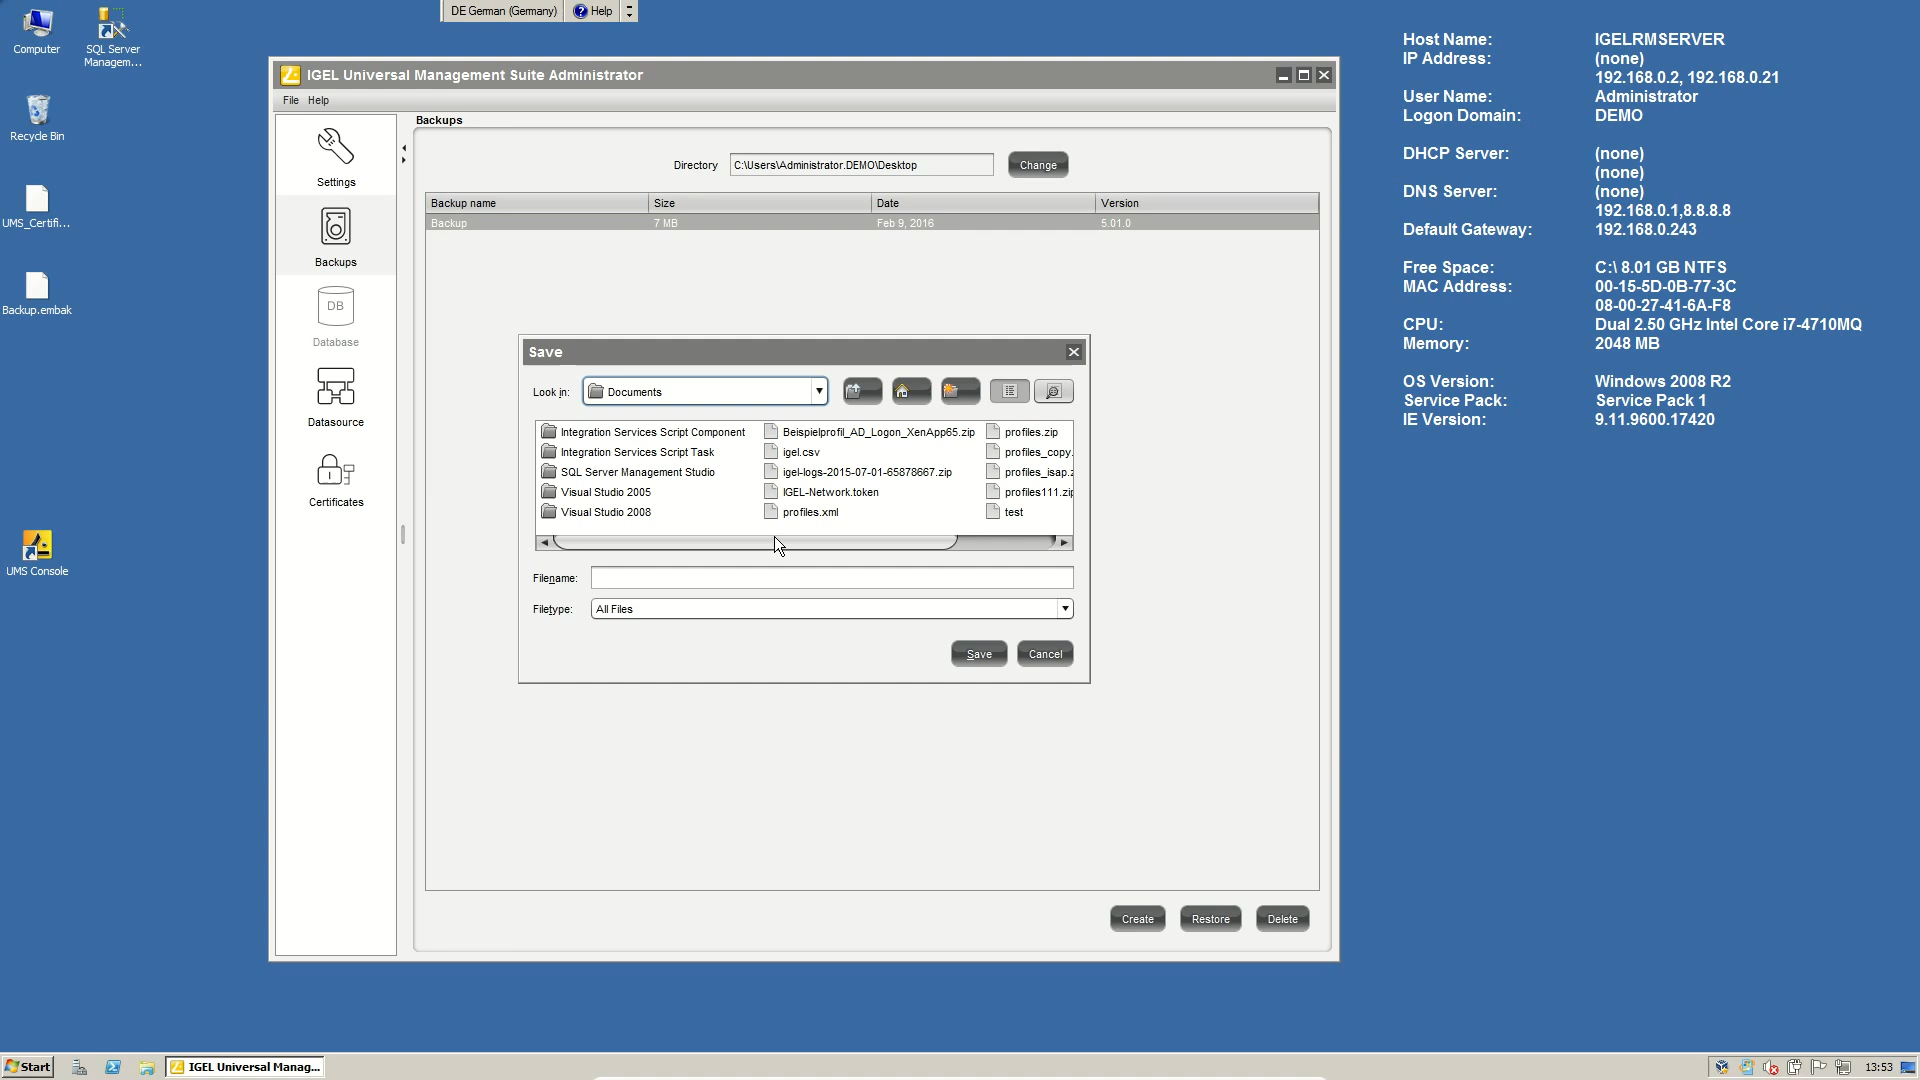 DE German (Germany)
Help
Computer
SQL Server
Managem...
Recycle Bin
UMS_Certifi...
Backup.embak
UMS Console
IGEL Universal Management Suite Administrator
File Help
Settings
Backups
DB
Database
Datasource
Certificates
Backups
Directory C:\Users\Administrator.DEMO\Desktop Change
Backup name Size Date Version
Backup 7 MB Feb 9, 2016 5.01.0
Save
Look in: Documents
Integration Services Script Component Beispielprofil_AD_Logon_XenApp65.zip profiles.zip
Integration Services Script Task igel.csv profiles_copy.
SQL Server Management Studio igel-logs-2015-07-01-65878667.zip profiles_isap.z
Visual Studio 2005 IGEL-Network.token profiles111.zip
Visual Studio 2008 profiles.xml test
Filename:
Filetype: All Files
Save Cancel
Create Restore Delete
Host Name: IGELRMSERVER
IP Address: (none)
192.168.0.2, 192.168.0.21
User Name: Administrator
Logon Domain: DEMO
DHCP Server: (none)
(none)
DNS Server: (none)
192.168.0.1,8.8.8.8
Default Gateway: 192.168.0.243
Free Space: C:\ 8.01 GB NTFS
MAC Address: 00-15-5D-0B-77-3C
08-00-27-41-6A-F8
CPU: Dual 2.50 GHz Intel Core i7-4710MQ
Memory: 2048 MB
OS Version: Windows 2008 R2
Service Pack: Service Pack 1
IE Version: 9.11.9600.17420
Start
IGEL Universal Manag...
13:53